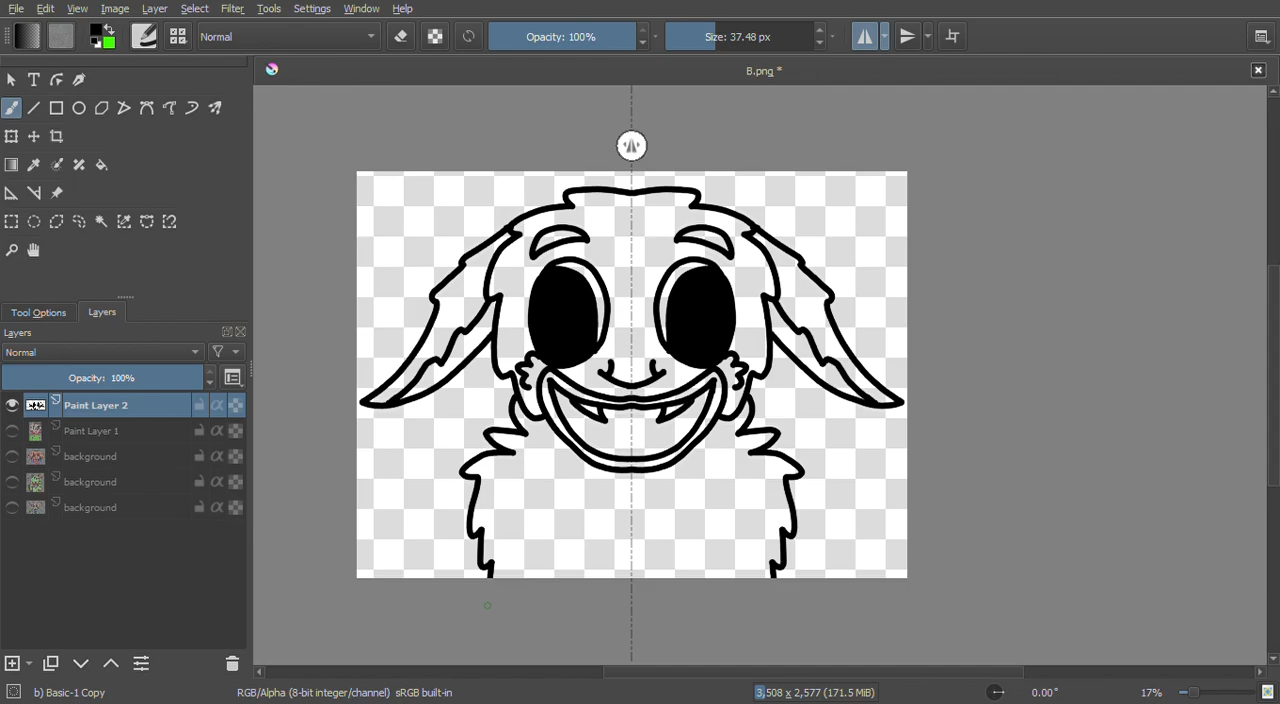 File Edit View Image Layer Select Filter Tools Settings Window Help
Normal Opacity: 100% Size: 37.48 px
B.png *
Tool Options Layers
Layers
Normal
Opacity: 100%
Paint Layer 2
Paint Layer 1
background
background
background
b) Basic-1 Copy RGB/Alpha (8-bit integer/channel) sRGB built-in 3,508 x 2,577 (171.5 MiB) 0.00° 17%